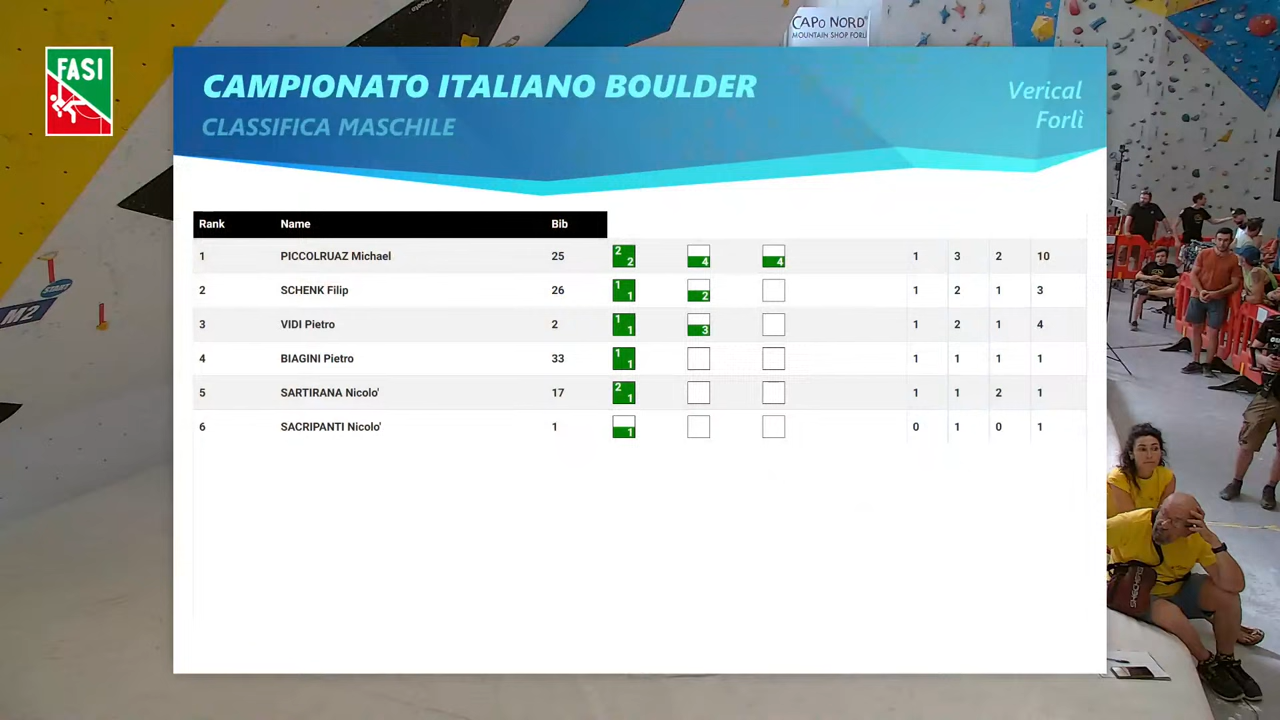 FASI
CAPO NORD
MOUNTAIN SHOP FORLÌ
CAMPIONATO ITALIANO BOULDER
CLASSIFICA MASCHILE
Verical
Forlì
Rank Name Bib
1 PICCOLRUAZ Michael 25 2 2 4 4 1 3 2 10
2 SCHENK Filip 26 1 1 2 1 2 1 3
3 VIDI Pietro 2 1 1 3 1 2 1 4
4 BIAGINI Pietro 33 1 1 1 1 1 1
5 SARTIRANA Nicolo' 17 2 1 1 1 2 1
6 SACRIPANTI Nicolo' 1 1 0 1 0 1
START
M2